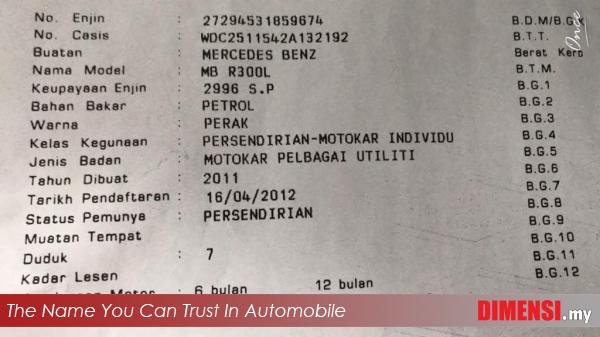 No. Enjin : 27294531859674 B.D.M/B.G.K
No. Casis : WDC2511542A132192 B.T.T.
Buatan : MERCEDES BENZ Berat Kerb
Nama Model : MB R300L B.T.M.
Keupayaan Enjin : 2996 S.P B.G.1
Bahan Bakar : PETROL B.G.2
Warna : PERAK B.G.3
Kelas Kegunaan : PERSENDIRIAN-MOTOKAR INDIVIDU B.G.4
Jenis Badan : MOTOKAR PELBAGAI UTILITI B.G.5
Tahun Dibuat : 2011 B.G.6
Tarikh Pendaftaran : 16/04/2012 B.G.7
Status Pemunya : PERSENDIRIAN B.G.8
Muatan Tempat B.G.9
Duduk : 7 B.G.10
Kadar Lesen B.G.11
6 bulan 12 bulan B.G.12
Once
The Name You Can Trust In Automobile
DIMENSI.my